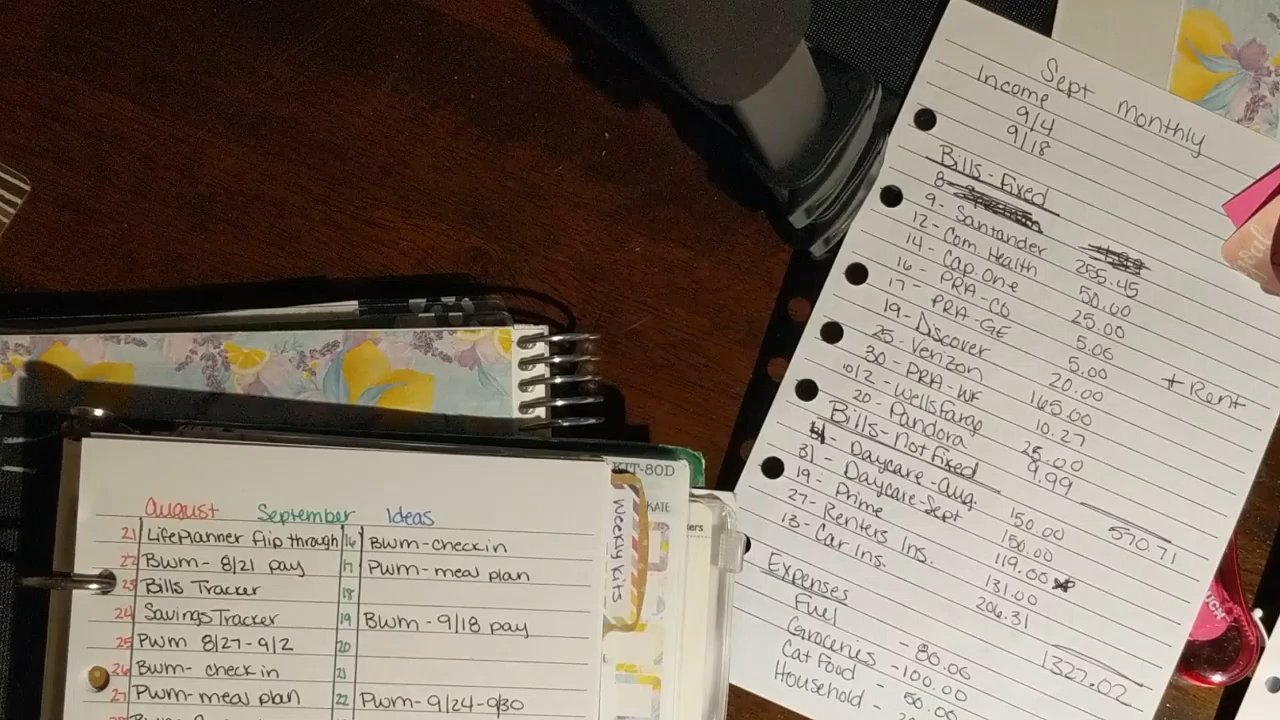 Sept Monthly
Income
9/4
9/18
Bills - Fixed
8-
9- Santander 255.45
12- Com. Health 50.00
14- Cap. One 25.00
16- PRA-CO 5.00
17- PRA-GE 5.00
19- Discover 20.00
25- Verizon 165.00
30- PRA-WF 10.27
10/2- Wells Fargo 25.00
20- Pandora 9.99
+ Rent
570.71
Bills- not fixed
Daycare- Aug. 150.00
31- Daycare- Sept 150.00
19- Prime 119.00
27- Renters Ins. 131.00
13- Car Ins. 206.31
1327.02
Expenses
Fuel - 80.00
Groceries -100.00
Cat Food - 50.00
Household -
KIT-80D
KATE
Weekly Kits
August September Ideas
21 LifePlanner flip through 16 BWM-check in
22 BWM- 8/21 pay 17 PWM-meal plan
23 Bills Tracker 18
24 Savings Tracker 19 BWM- 9/18 pay
25 PWM 8/27-9/2 20
26 BWM- check in 21
27 PWM-meal plan 22 PWM-9/24-9/30